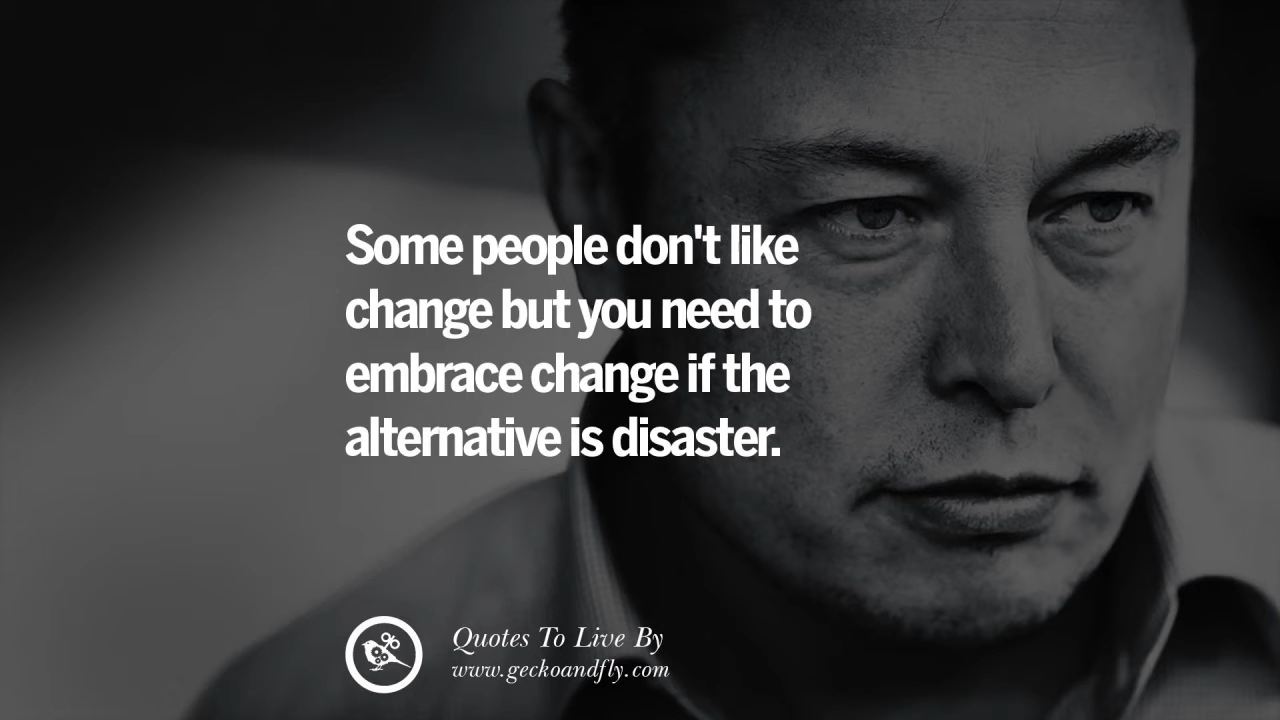 Some people don't like
change but you need to
embrace change if the
alternative is disaster.
Quotes To Live By
www.geckoandfly.com